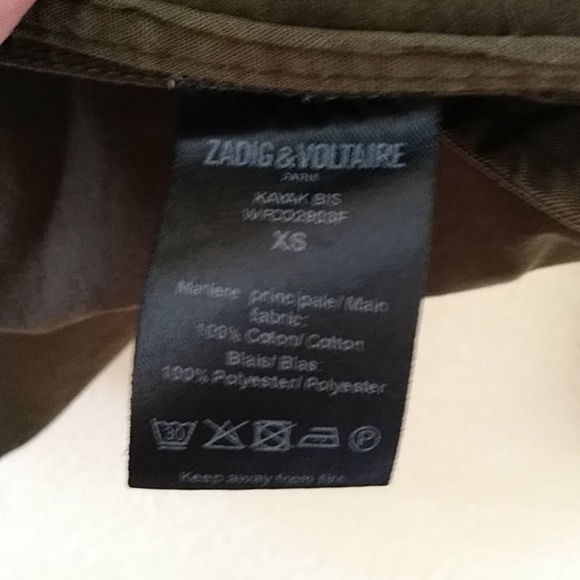 ZADIG & VOLTAIRE
PARIS
KAYAK BIS
XS
Matiere principale/ Main
fabric:
100% Coton/ Cotton
Biais/ Bias:
100% Polyester/ Polyester
30 P
Keep away from fire